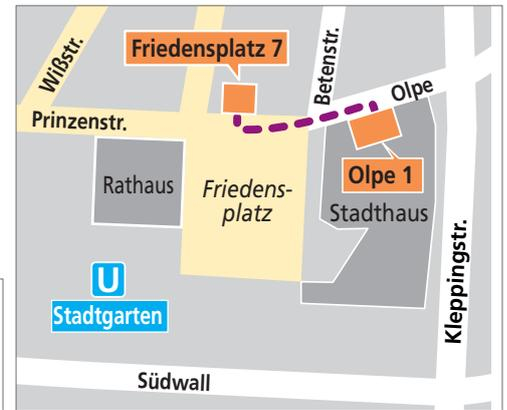 Wißstr.
Friedensplatz 7
Betenstr.
Olpe
Prinzenstr.
Rathaus
Friedens-
platz
Olpe 1
Stadthaus
Kleppingstr.
U
Stadtgarten
Südwall